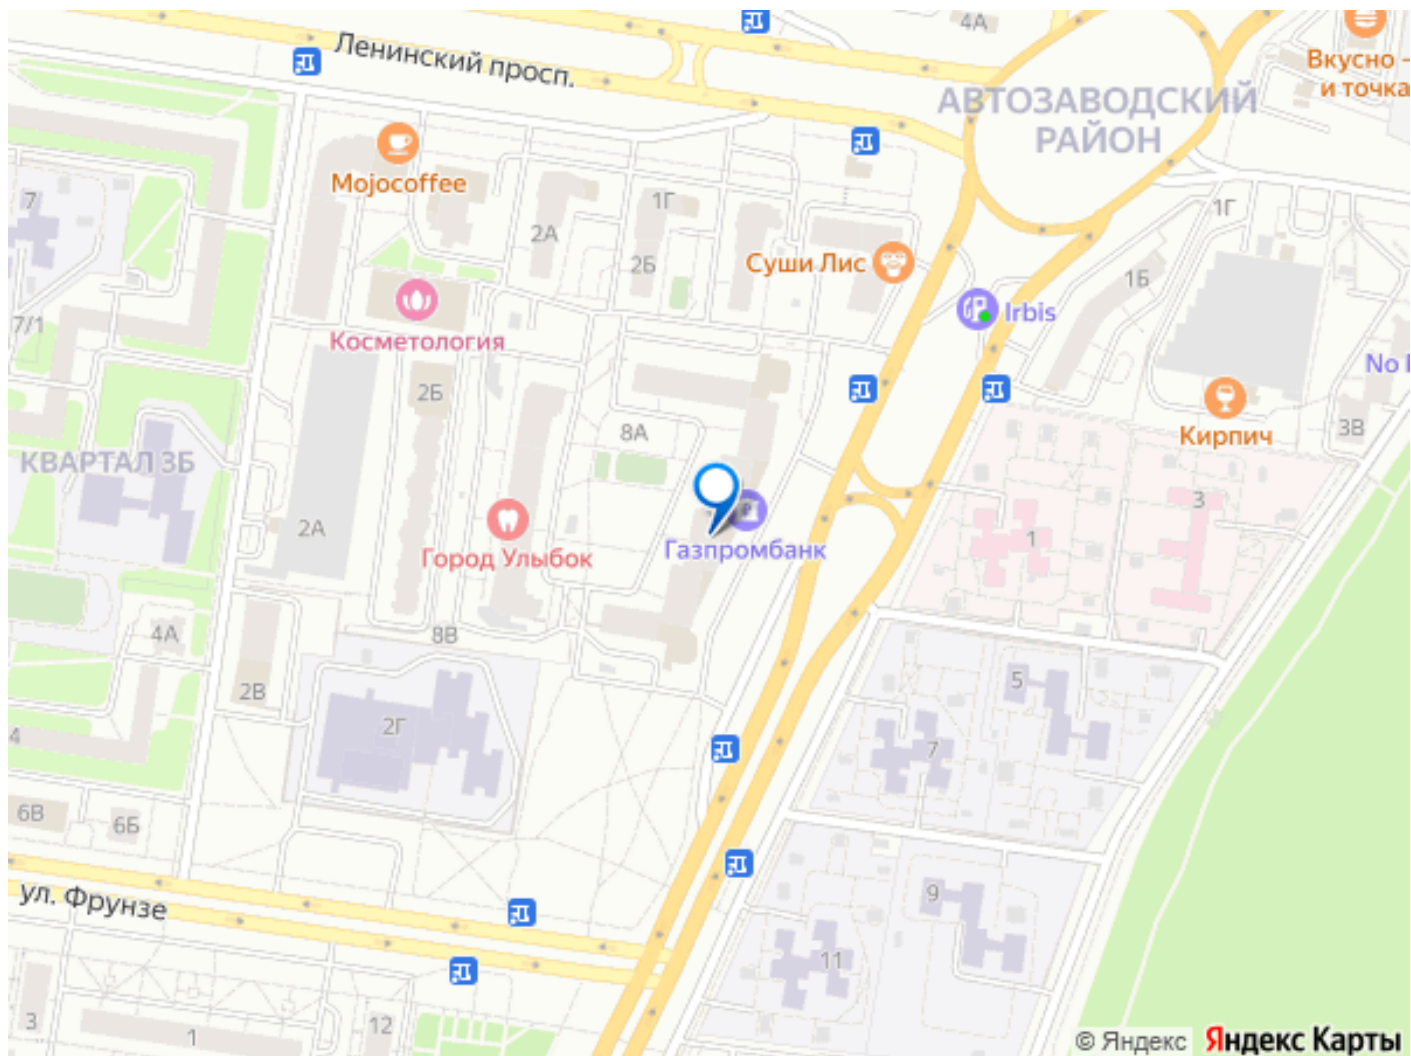 4А
Ленинский просп.
Вкусно –
и точка
АВТОЗАВОДСКИЙ
РАЙОН
Mojocoffee
7
1Г
1Г
2А
2Б
Суши Лис
1Б
7/1
Irbis
Косметология
No
2Б
8А
Кирпич
3В
КВАРТАЛ 3Б
3
2А
1
Город Улыбок
Газпромбанк
4А
8В
5
2В
2Г
4
7
6В
6Б
9
ул. Фрунзе
11
3
1
12
© Яндекс
Яндекс Карты